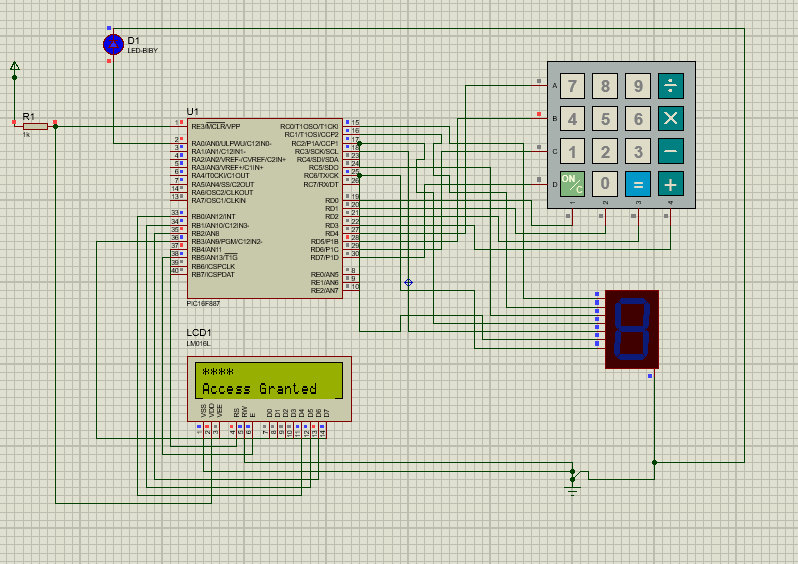 D1
LED-BIBY
R1
1k
U1
1 RE3/MCLR/VPP
2 RA0/AN0/ULPWU/C12IN0-
3 RA1/AN1/C12IN1-
4 RA2/AN2/VREF-/CVREF/C2IN+
5 RA3/AN3/VREF+/C1IN+
6 RA4/T0CKI/C1OUT
7 RA5/AN4/SS/C2OUT
14 RA6/OSC2/CLKOUT
13 RA7/OSC1/CLKIN
33 RB0/AN12/INT
34 RB1/AN10/C12IN3-
35 RB2/AN8
36 RB3/AN9/PGM/C12IN2-
37 RB4/AN11
38 RB5/AN13/T1G
39 RB6/ICSPCLK
40 RB7/ICSPDAT
RC0/T1OSO/T1CKI 15
RC1/T1OSI/CCP2 16
RC2/P1A/CCP1 17
RC3/SCK/SCL 18
RC4/SDI/SDA 23
RC5/SDO 24
RC6/TX/CK 25
RC7/RX/DT 26
RD0 19
RD1 20
RD2 21
RD3 22
RD4 27
RD5/P1B 28
RD6/P1C 29
RD7/P1D 30
RE0/AN5 8
RE1/AN6 9
RE2/AN7 10
PIC16F887
A 7 8 9 ÷
B 4 5 6 ×
C 1 2 3 −
D ON/C 0 = +
1 2 3 4
8
LCD1
LM016L
****
Access Granted
VSS VDD VEE RS RW E D0 D1 D2 D3 D4 D5 D6 D7
1 2 3 4 5 6 7 8 9 10 11 12 13 14